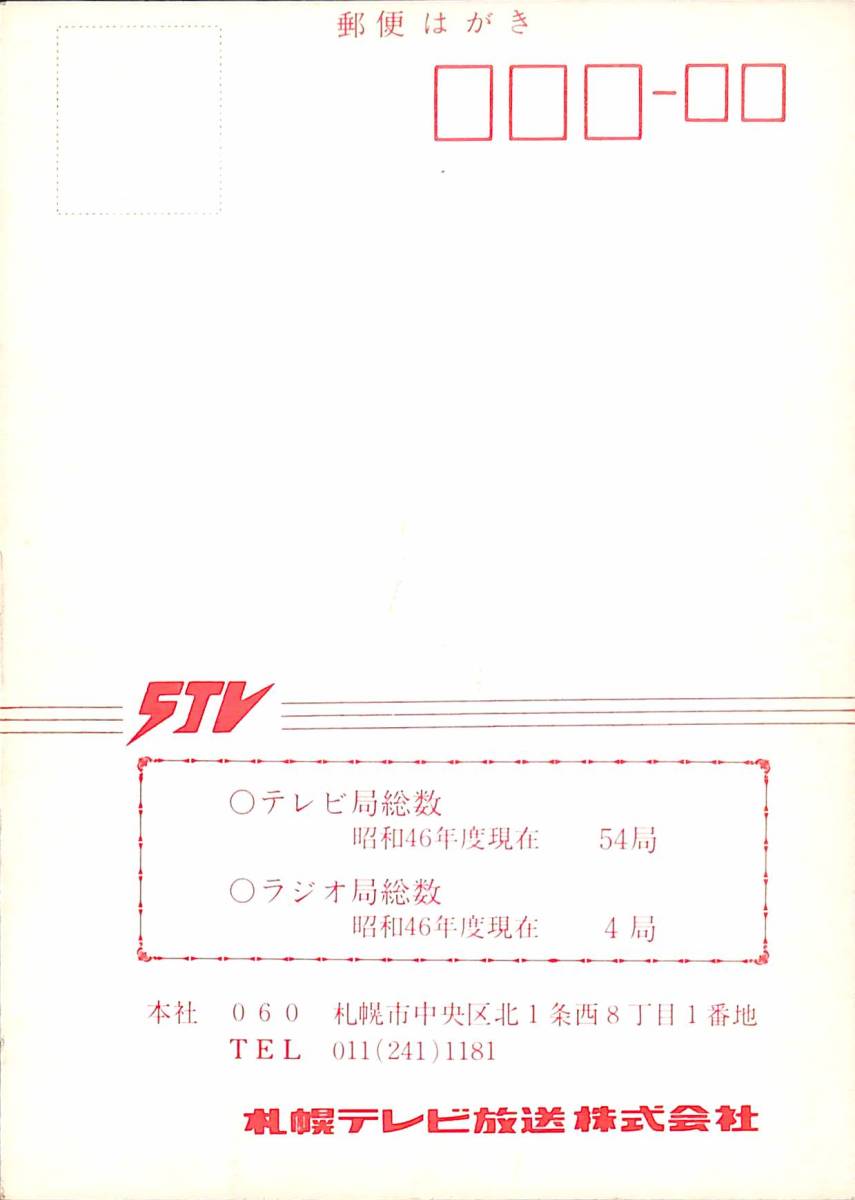 郵便はがき
STV
○テレビ局総数
昭和46年度現在 54局
○ラジオ局総数
昭和46年度現在 4局
本社 060 札幌市中央区北1条西8丁目1番地
TEL 011(241)1181
札幌テレビ放送株式会社